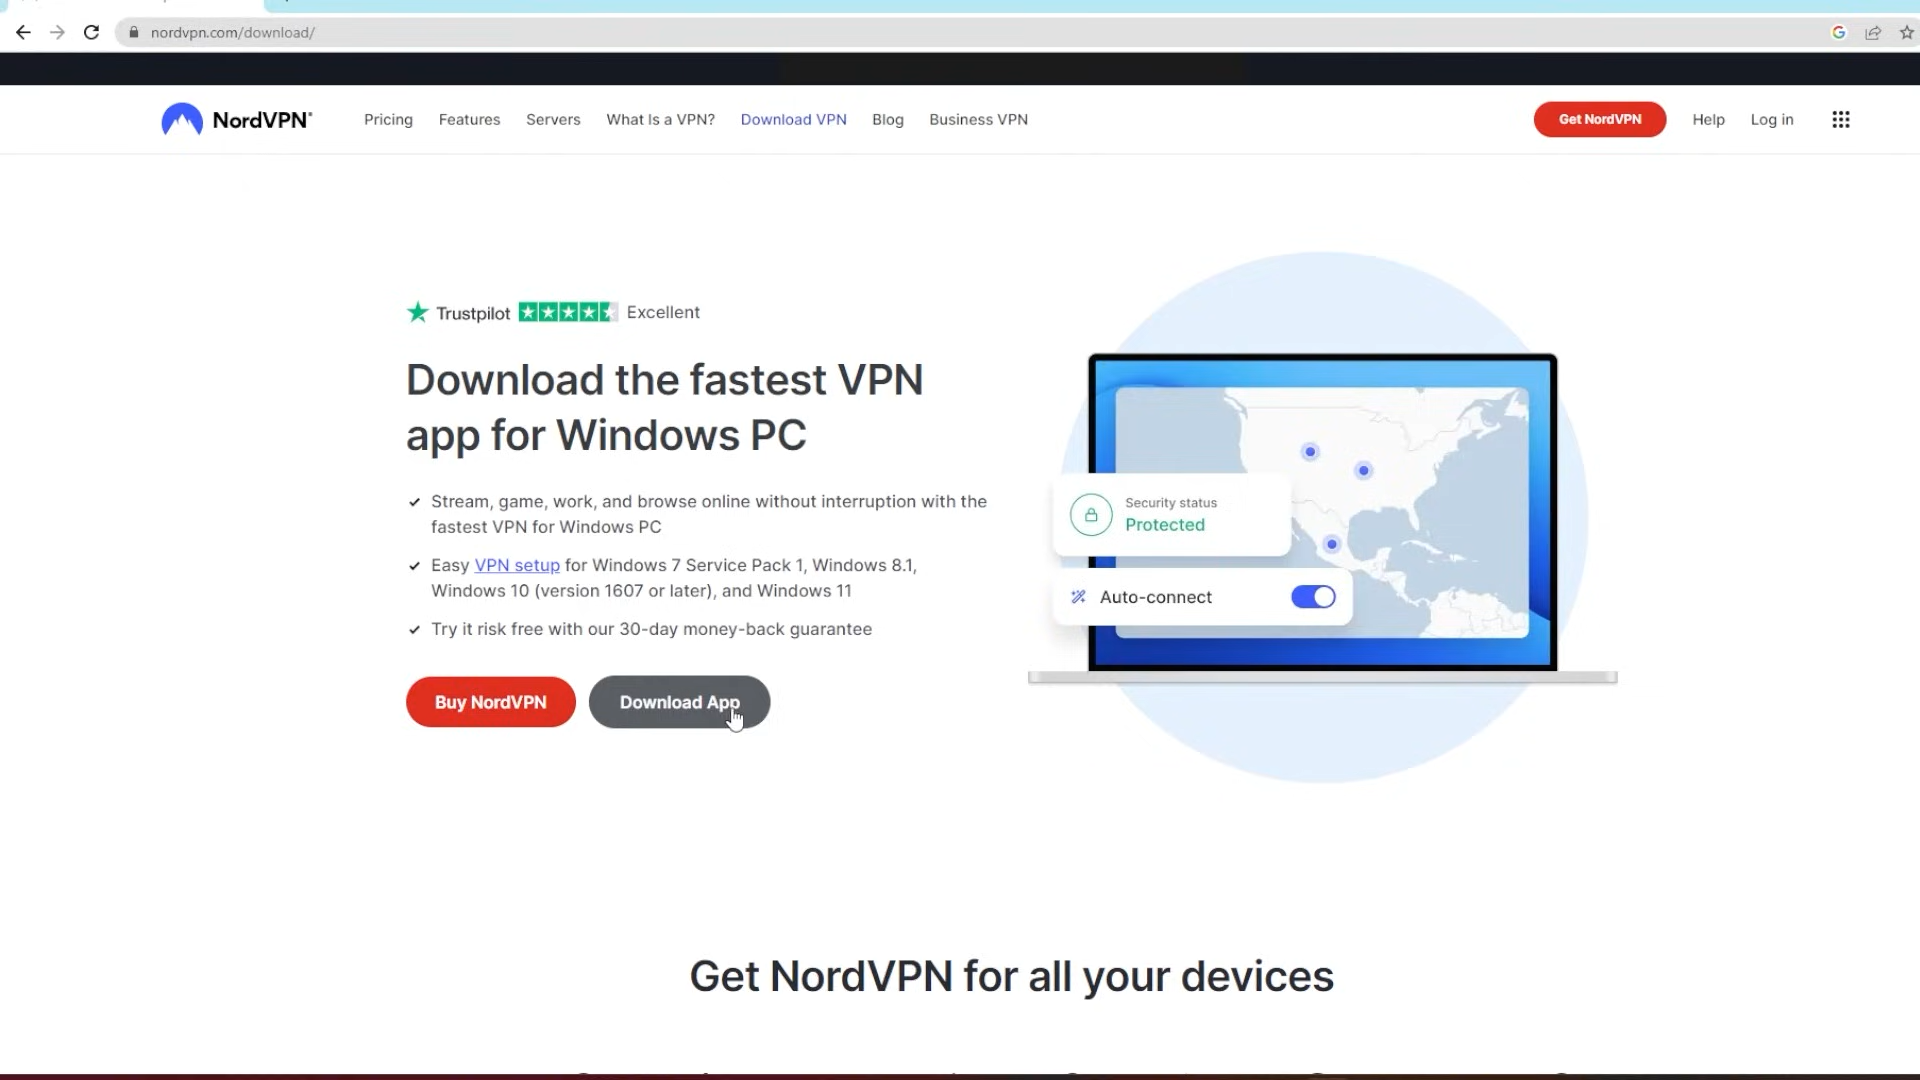 nordvpn.com/download/
NordVPN®
Pricing
Features
Servers
What Is a VPN?
Download VPN
Blog
Business VPN
Get NordVPN
Help
Log in
Trustpilot
Excellent
Download the fastest VPN
app for Windows PC
Stream, game, work, and browse online without interruption with the
fastest VPN for Windows PC
Easy VPN setup for Windows 7 Service Pack 1, Windows 8.1,
Windows 10 (version 1607 or later), and Windows 11
Try it risk free with our 30-day money-back guarantee
Buy NordVPN
Download App
Security status
Protected
Auto-connect
Get NordVPN for all your devices